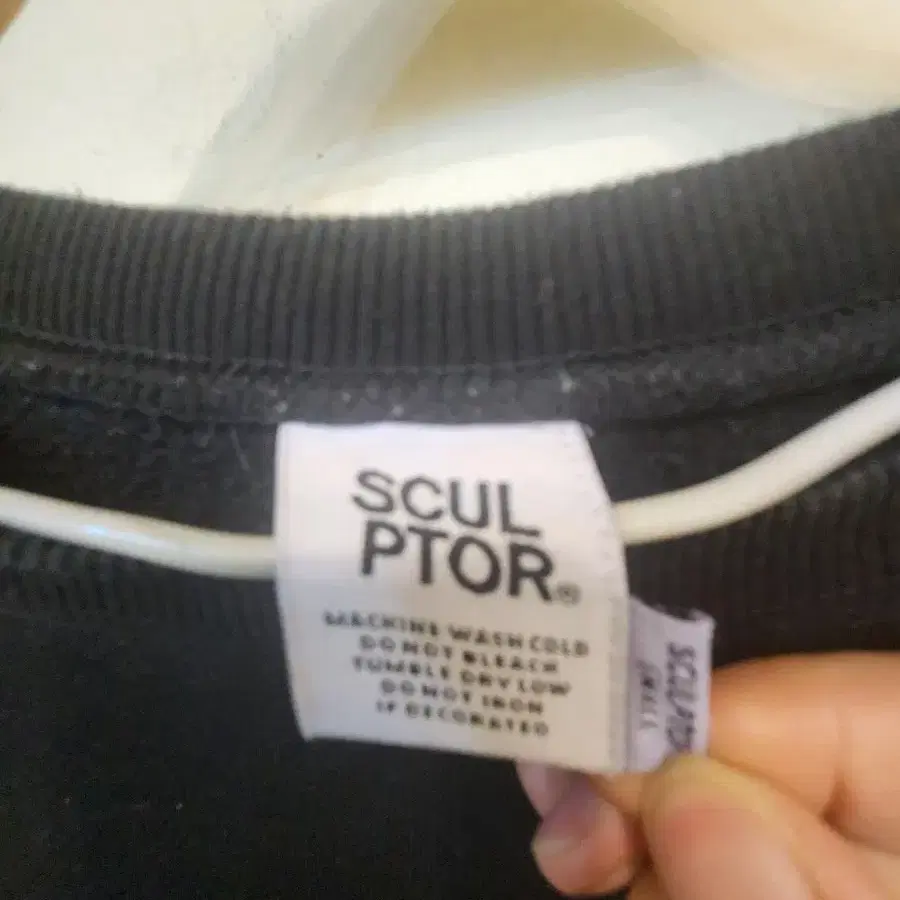 SCUL
PTOR®
MACHINE WASH COLD
DO NOT BLEACH
TUMBLE DRY LOW
DO NOT IRON
IF DECORATED